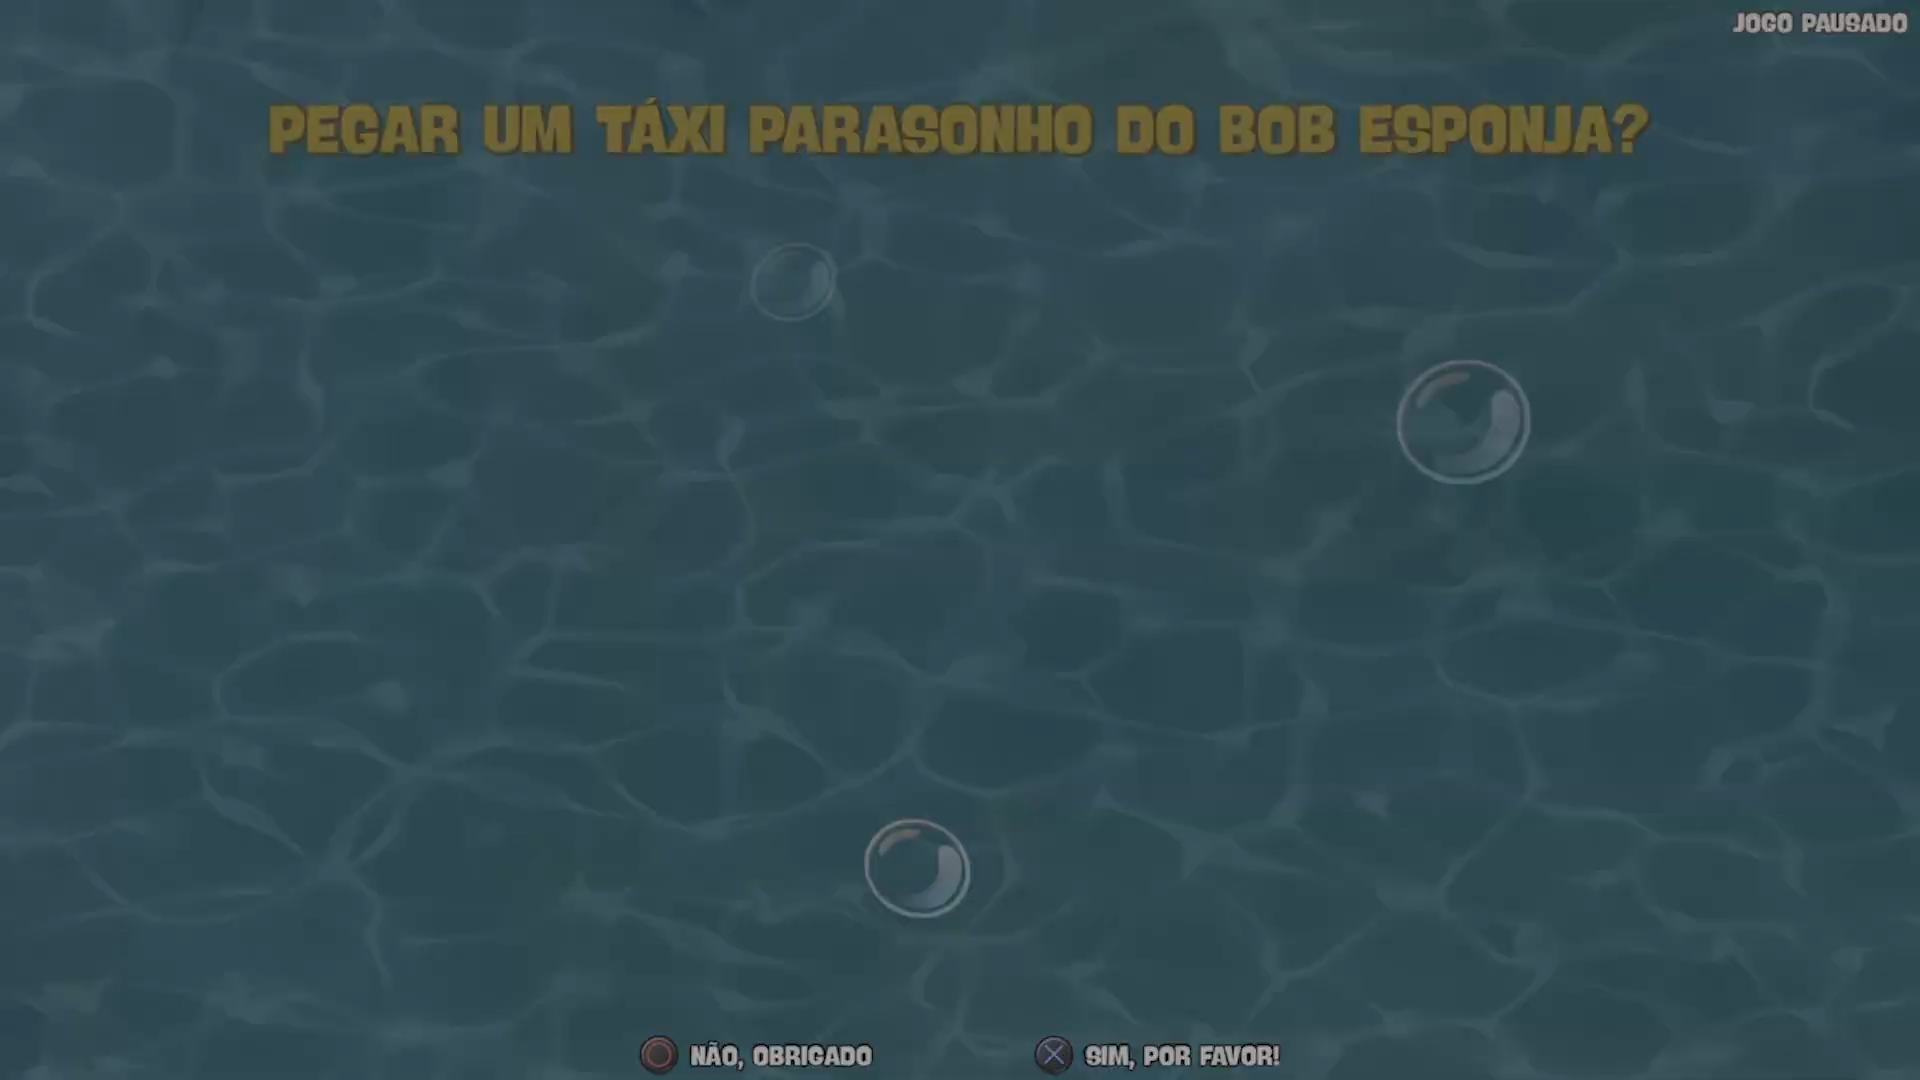 JOGO PAUSADO
PEGAR UM TÁXI PARASONHO DO BOB ESPONJA?
NÃO, OBRIGADO
SIM, POR FAVOR!